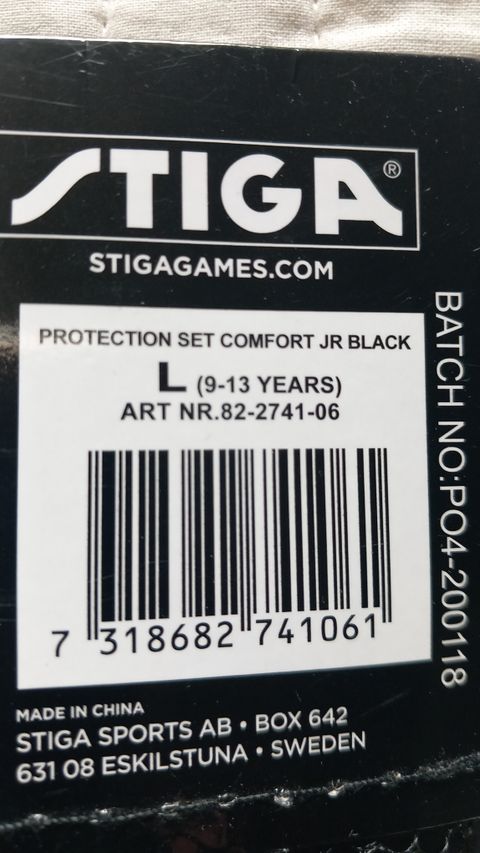 STIGA®
STIGAGAMES.COM
PROTECTION SET COMFORT JR BLACK
L (9-13 YEARS)
ART NR.82-2741-06
7 318682 741061
BATCH NO:PO4-200118
MADE IN CHINA
STIGA SPORTS AB • BOX 642
631 08 ESKILSTUNA • SWEDEN